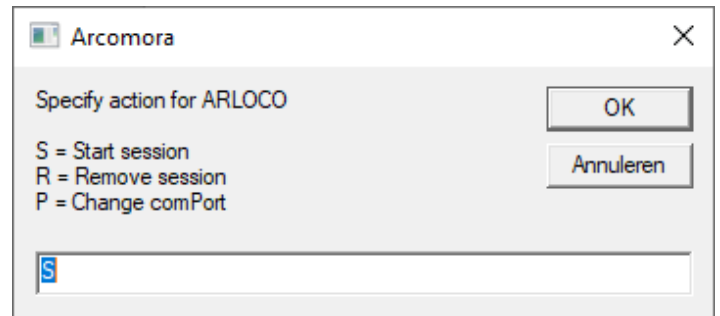 Arcomora
Specify action for ARLOCO
OK
S = Start session
R = Remove session
P = Change comPort
Annuleren
S